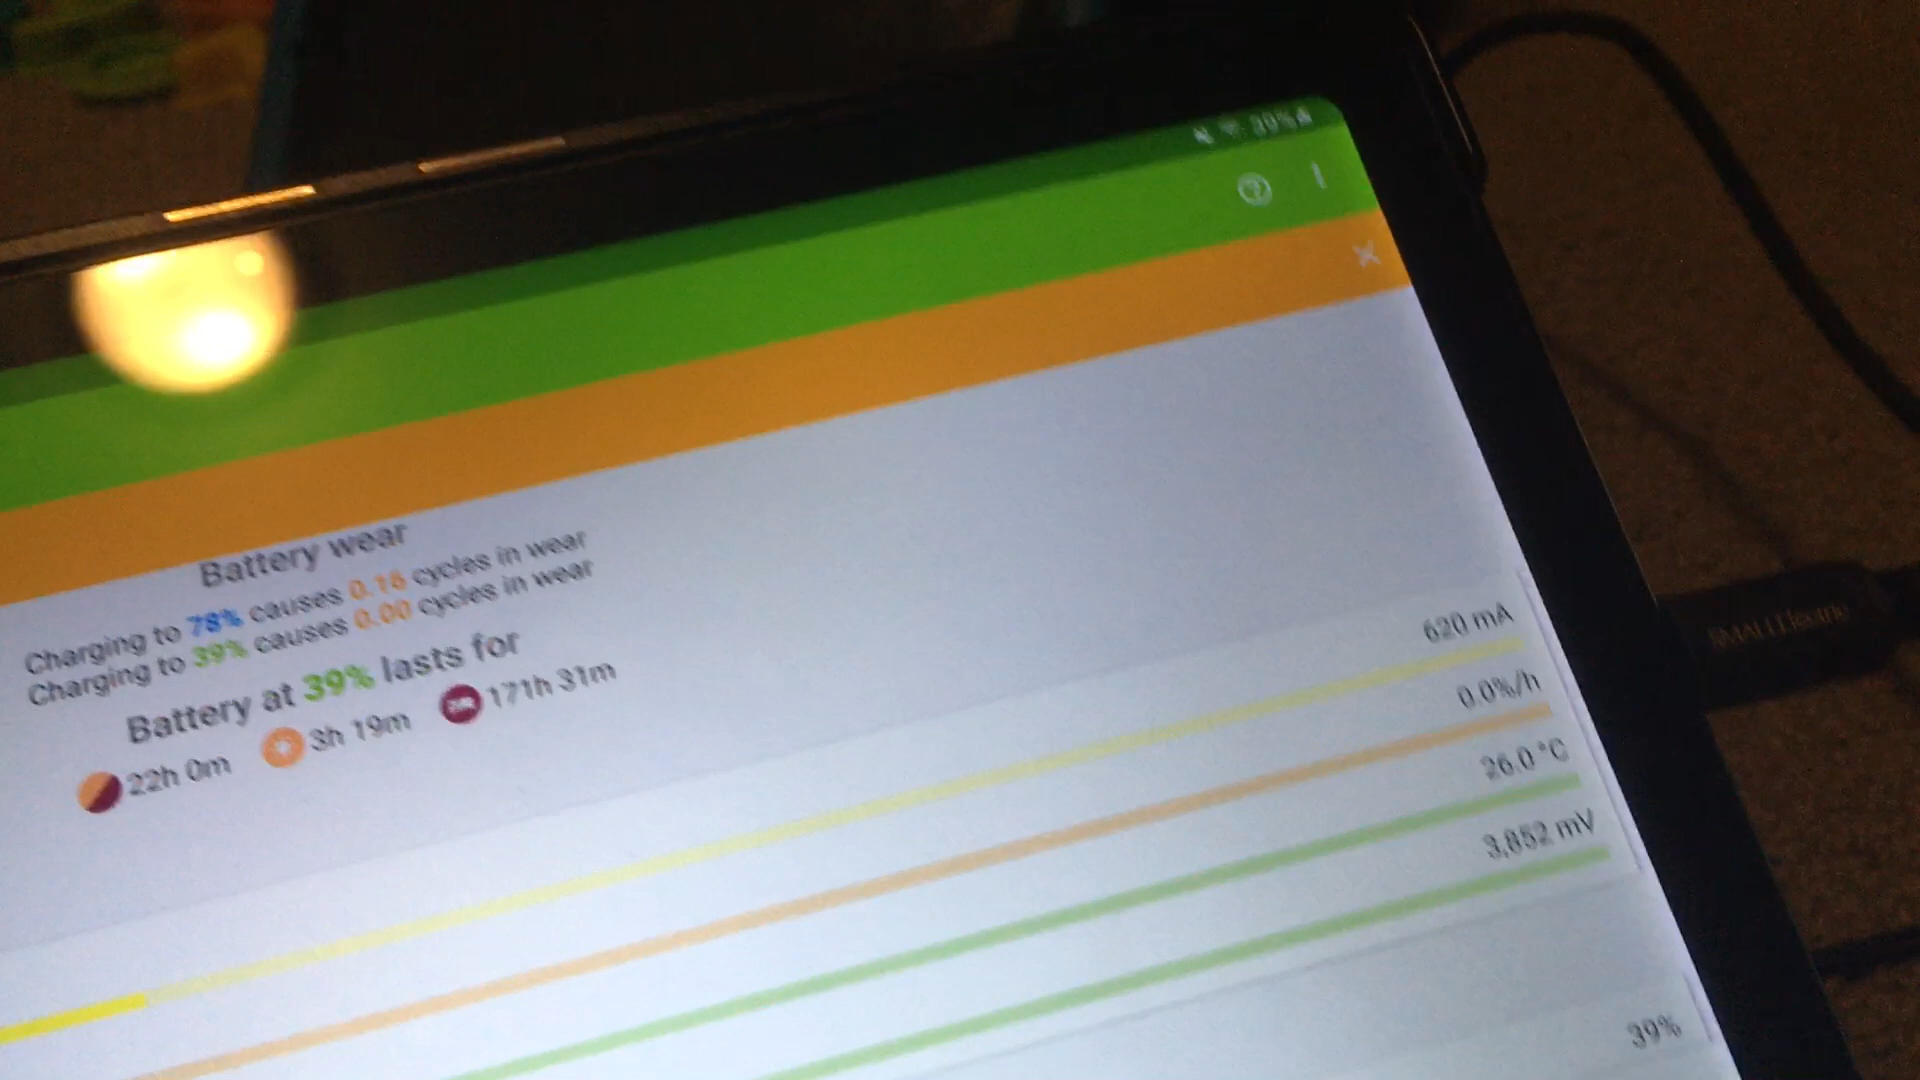 39%
Battery wear
Charging to 78% causes 0.16 cycles in wear
Charging to 39% causes 0.00 cycles in wear
Battery at 39% lasts for
22h 0m 3h 19m 171h 31m
620 mA
0.0%/h
26.0 °C
3,852 mV
39%